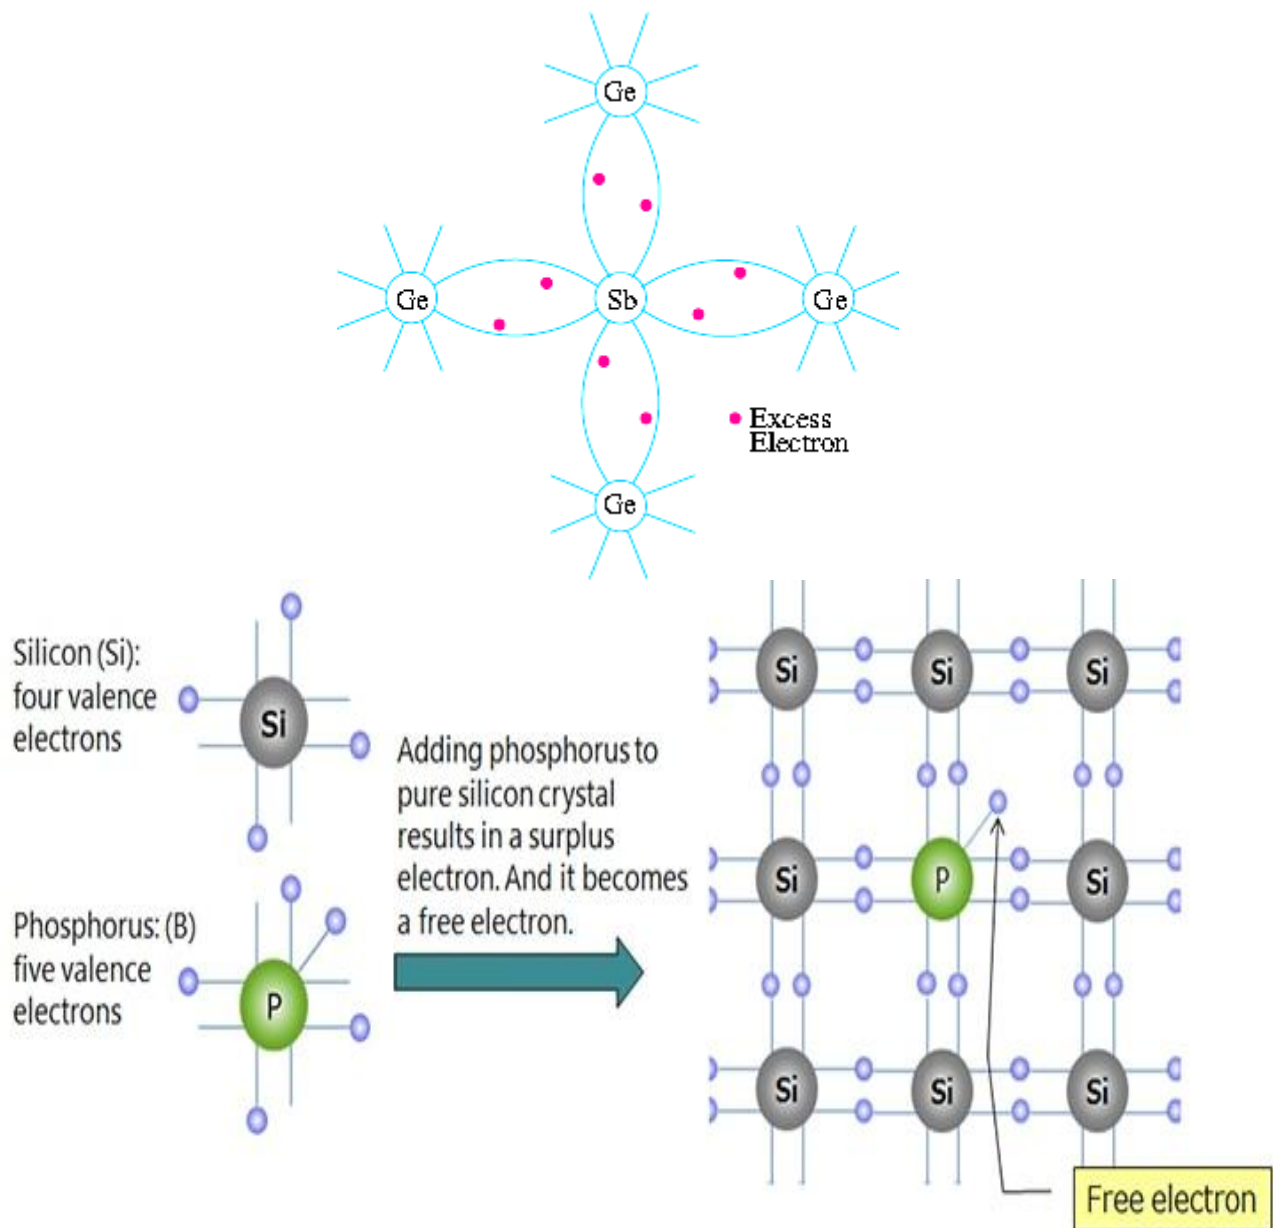 Ge
Ge
Sb
Ge
Excess
Electron
Ge
Silicon (Si):
four valence
electrons
Si
Phosphorus: (B)
five valence
electrons
P
Adding phosphorus to
pure silicon crystal
results in a surplus
electron. And it becomes
a free electron.
Si
Si
Si
Si
P
Si
Si
Si
Si
Free electron